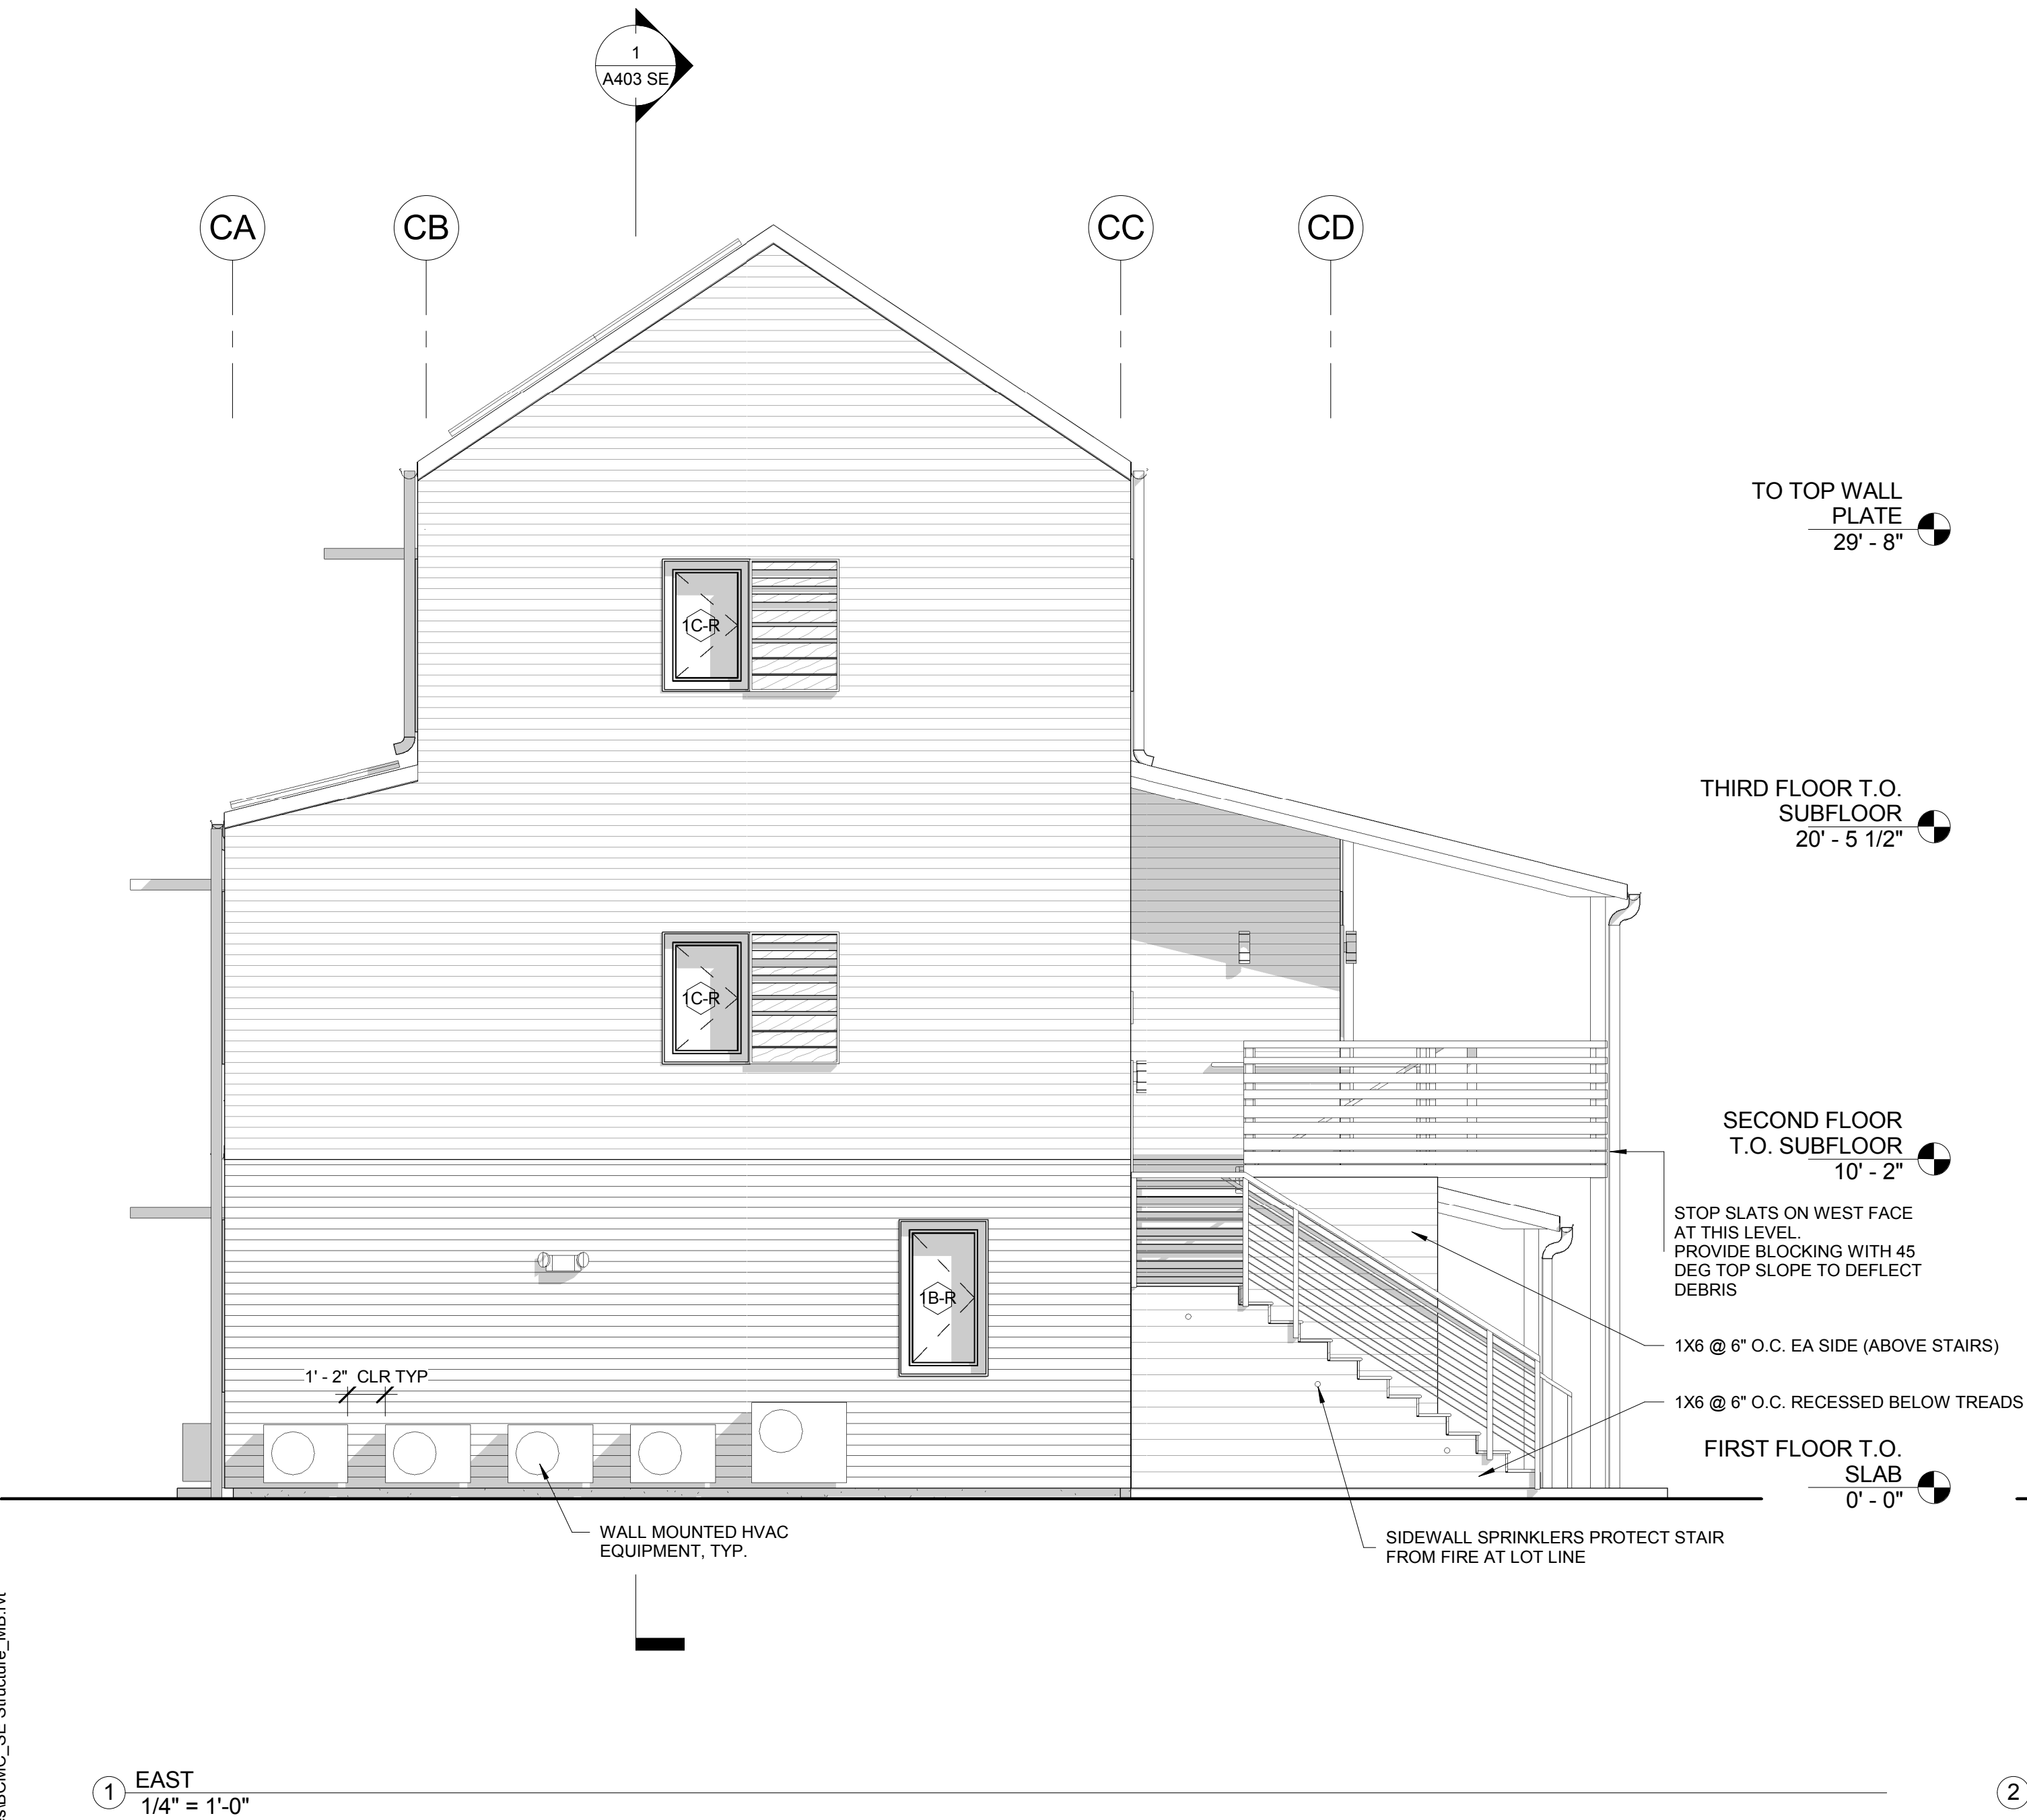 1
A403 SE
CA
CB
CC
CD
TO TOP WALL
PLATE
29' - 8"
1C-R
THIRD FLOOR T.O.
SUBFLOOR
20' - 5 1/2"
1C-R
SECOND FLOOR
T.O. SUBFLOOR
10' - 2"
STOP SLATS ON WEST FACE
AT THIS LEVEL.
PROVIDE BLOCKING WITH 45
DEG TOP SLOPE TO DEFLECT
DEBRIS
1B-R
1X6 @ 6" O.C. EA SIDE (ABOVE STAIRS)
1' - 2" CLR TYP
1X6 @ 6" O.C. RECESSED BELOW TREADS
FIRST FLOOR T.O.
SLAB
0' - 0"
WALL MOUNTED HVAC
EQUIPMENT, TYP.
SIDEWALL SPRINKLERS PROTECT STAIR
FROM FIRE AT LOT LINE
1
EAST
1/4" = 1'-0"
2